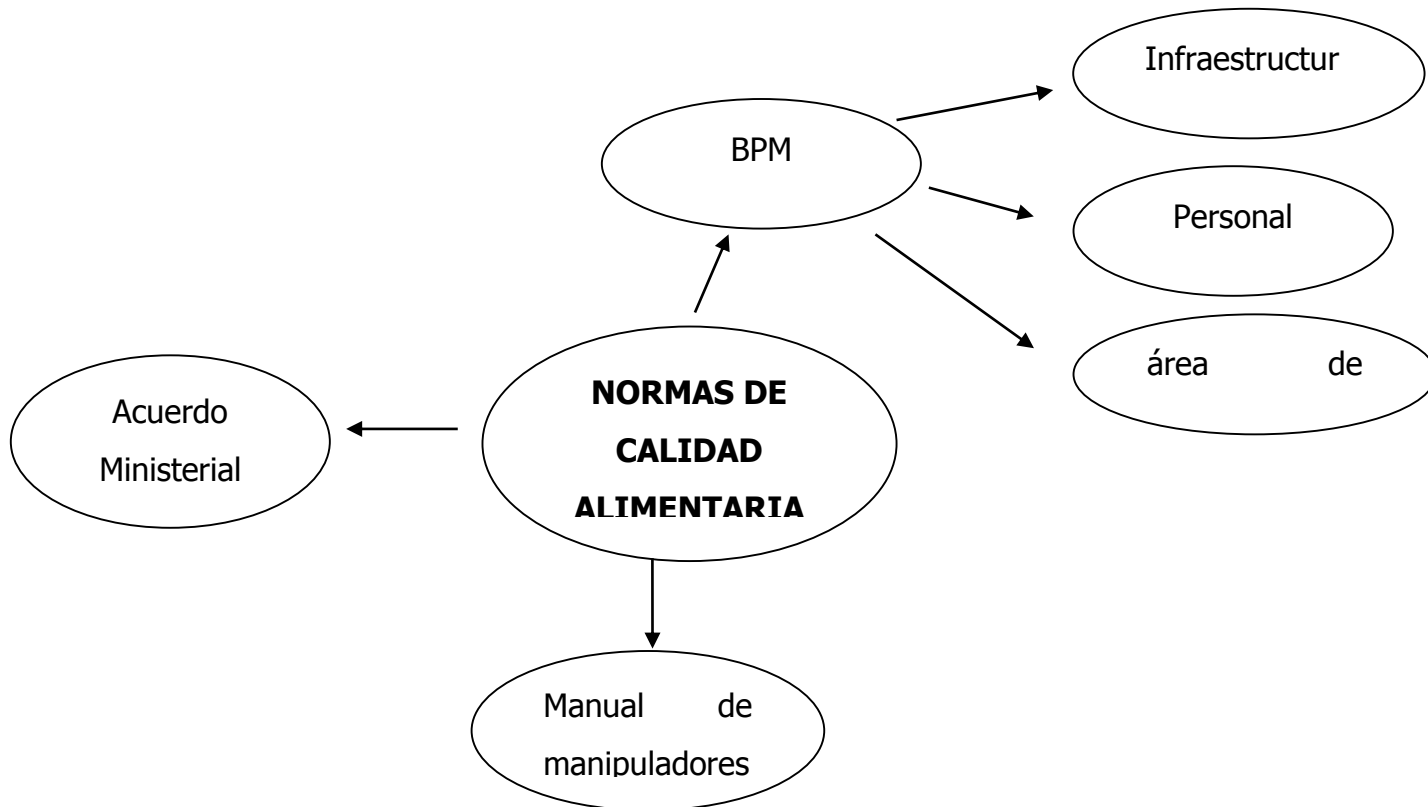 Infraestructur
BPM
Personal
área de
NORMAS DE
CALIDAD
ALIMENTARIA
Acuerdo
Ministerial
Manual de
manipuladores